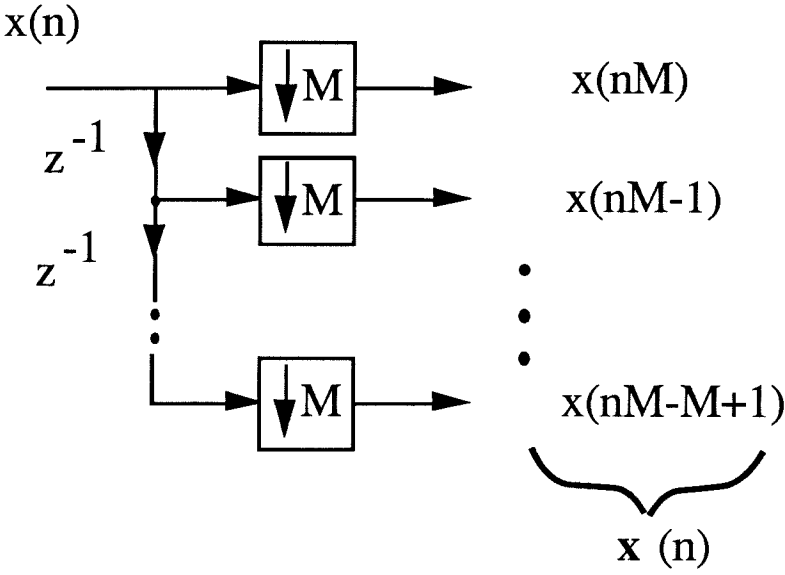 x(n)
M
x(nM)
z-1
M
x(nM-1)
z-1
M
x(nM-M+1)
x (n)